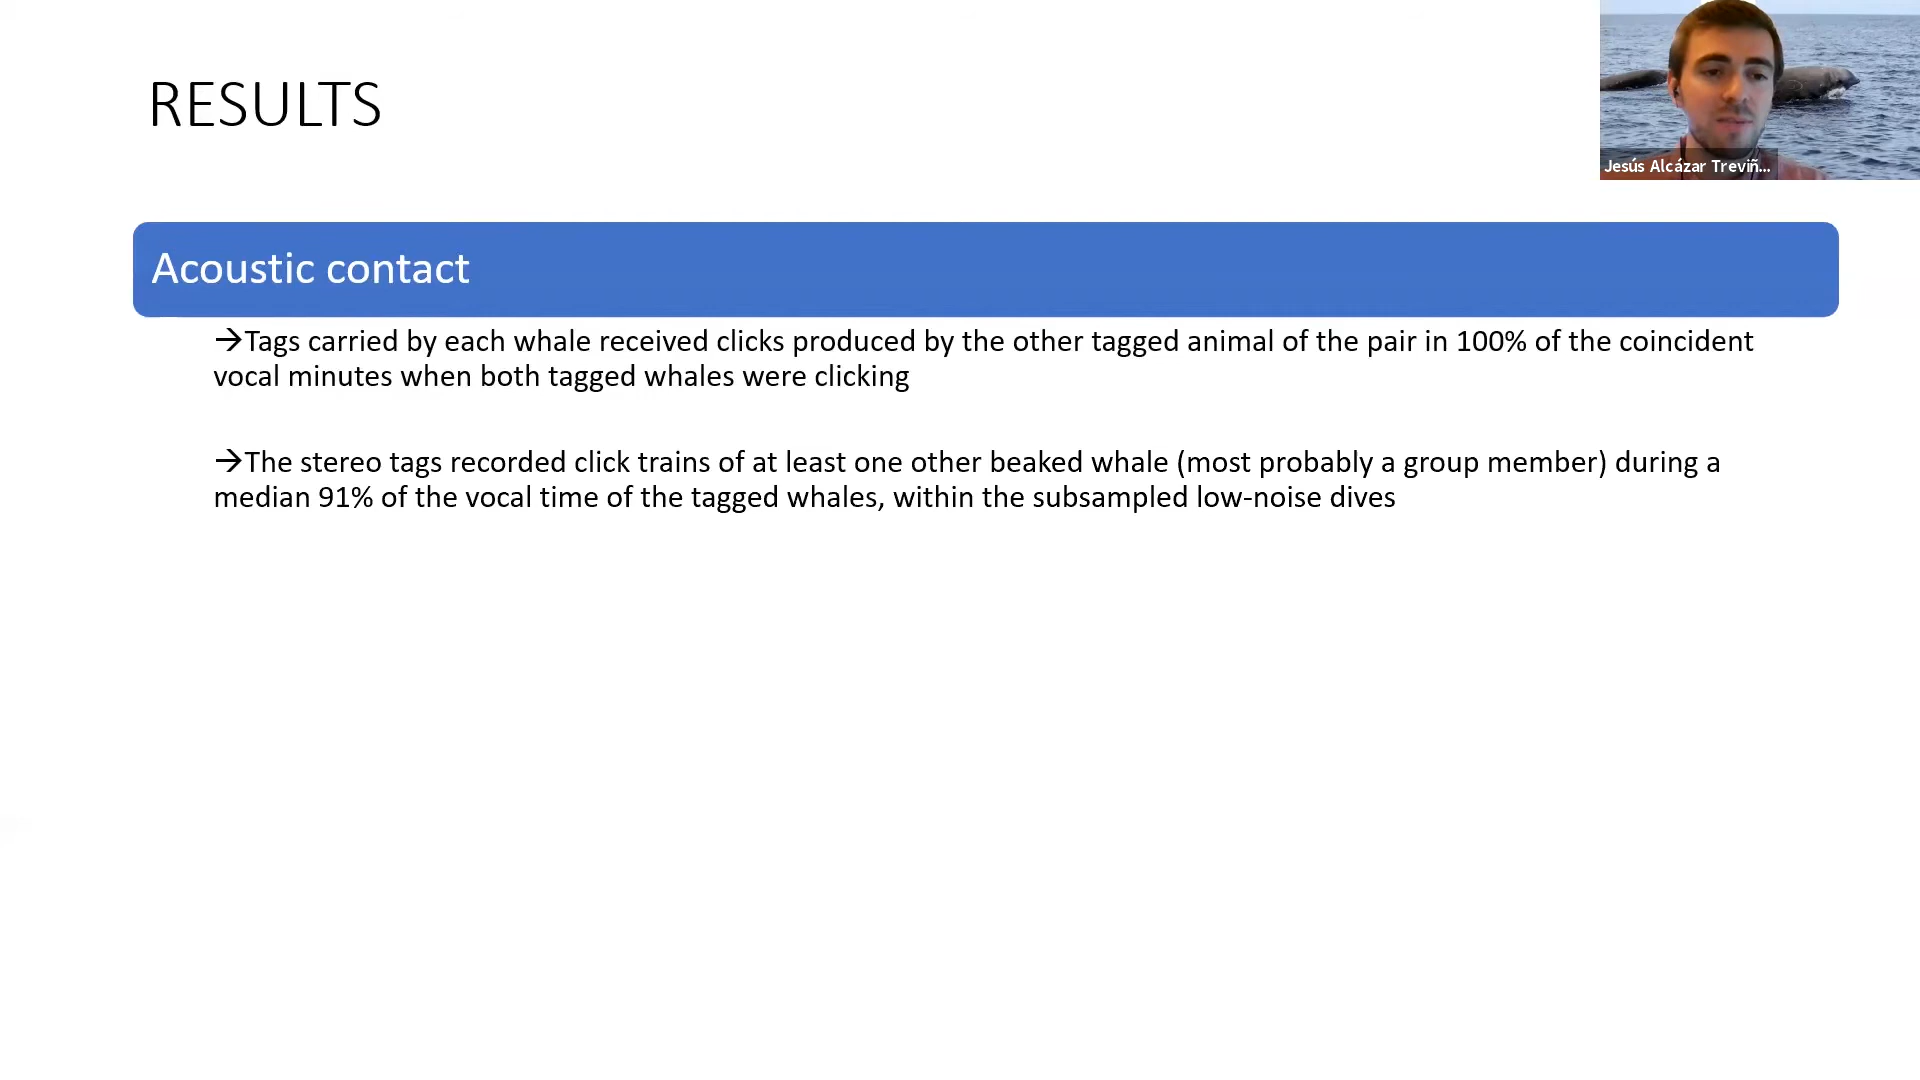 RESULTS
Jesús Alcázar Treviñ...
Acoustic contact
→Tags carried by each whale received clicks produced by the other tagged animal of the pair in 100% of the coincident
vocal minutes when both tagged whales were clicking
→The stereo tags recorded click trains of at least one other beaked whale (most probably a group member) during a
median 91% of the vocal time of the tagged whales, within the subsampled low-noise dives